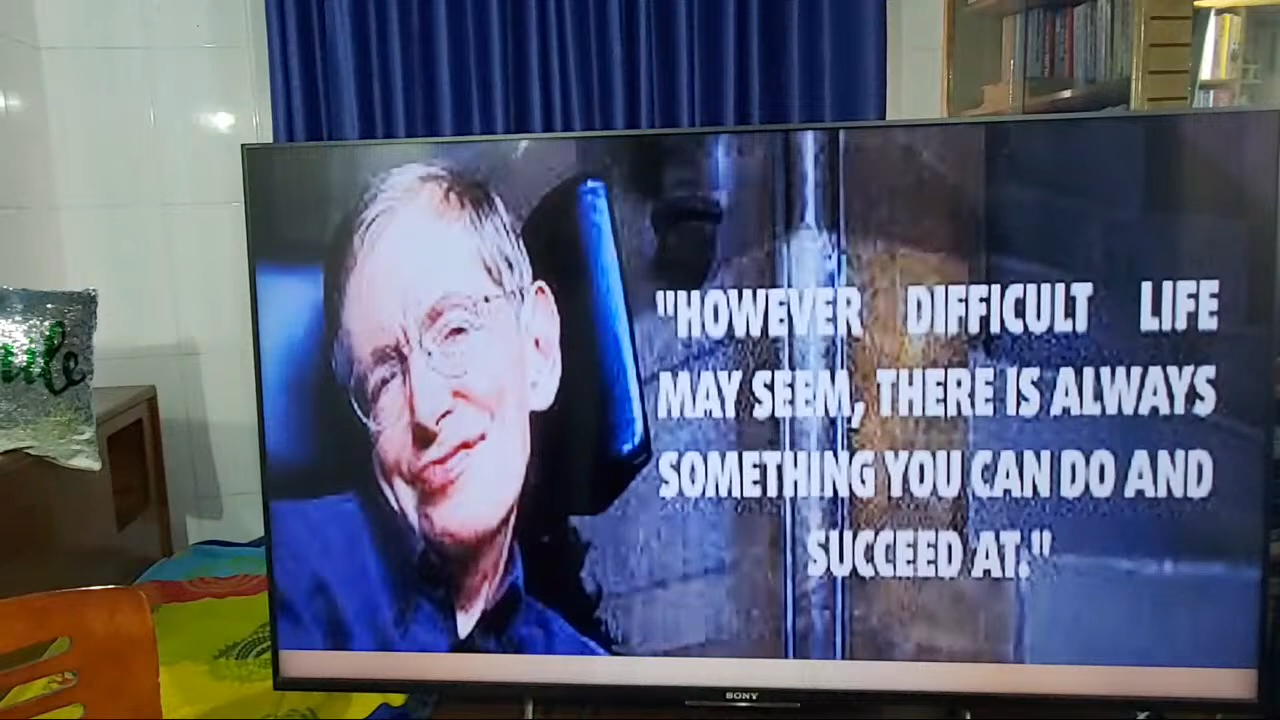 "HOWEVER DIFFICULT LIFE
MAY SEEM, THERE IS ALWAYS
SOMETHING YOU CAN DO AND
SUCCEED AT."
SONY